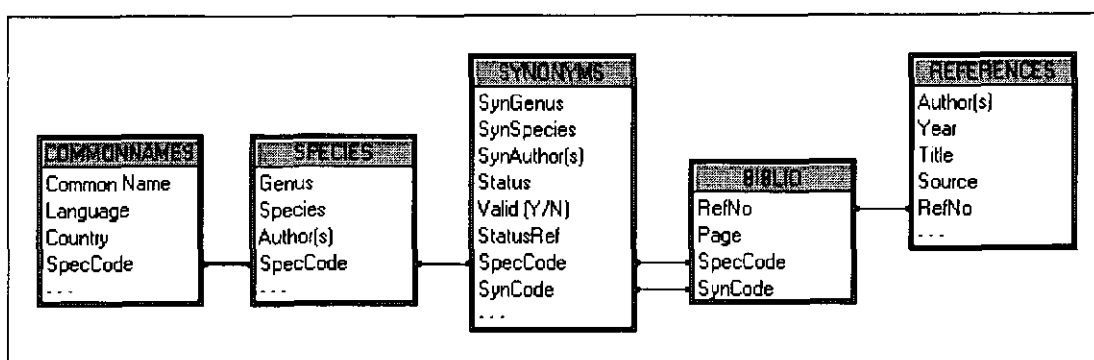 COMMONNAMES
Common Name
Language
Country
SpecCode
. . .
SPECIES
Genus
Species
Author(s)
SpecCode
. . .
SYNONYMS
SynGenus
SynSpecies
SynAuthor(s)
Status
Valid (Y/N)
StatusRef
SpecCode
SynCode
. . .
BIBLIO
RefNo
Page
SpecCode
SynCode
REFERENCES
Author(s)
Year
Title
Source
RefNo
. . .